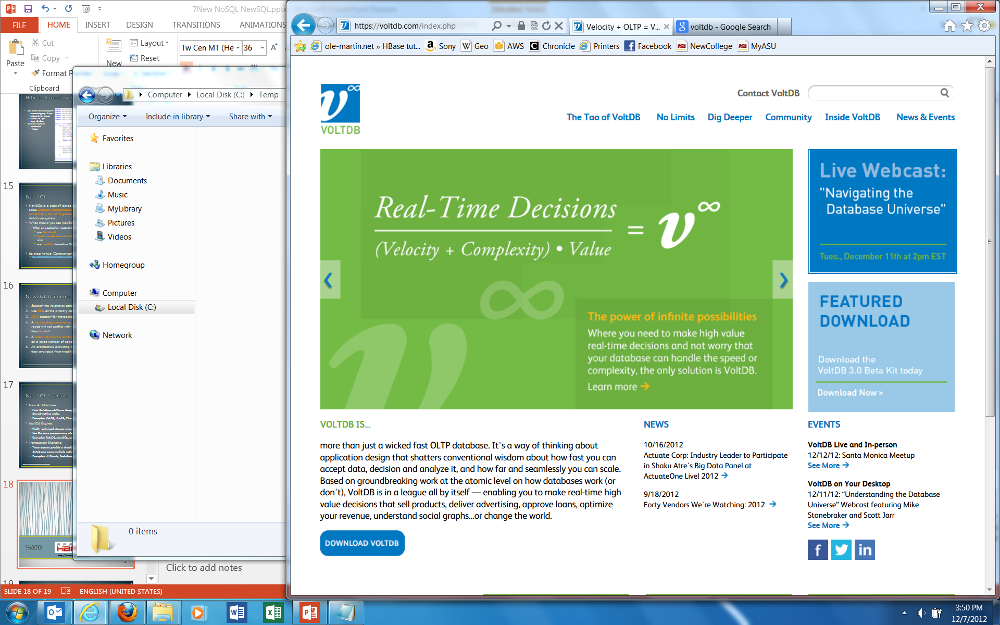 7New NoSQL NewSQL.pptx
FILE
HOME
INSERT
DESIGN
TRANSITIONS
ANIMATIONS
Paste
Cut
Copy
Format P
Clipboard
New
Layout
Reset
Tw Cen MT (He
36
Computer
Local Disk (C:)
Temp
Organize
Include in library
Share with
Favorites
Libraries
Documents
Music
MyLibrary
Pictures
Videos
Homegroup
Computer
Local Disk (C:)
Network
0 items
15
NewSQL
16
NewSQL Database
17
NewSQL Systems
New Architectures
MySQL Engines
Transparent Sharding
18
VoltDB
19
Click to add notes
SLIDE 18 OF 19
ENGLISH (UNITED STATES)
https://voltdb.com/index.php
Velocity + OLTP = V...
voltdb - Google Search
ole-martin.net » HBase tut...
Sony
Geo
AWS
Chronicle
Printers
Facebook
NewCollege
MyASU
VOLTDB
Contact VoltDB
The Tao of VoltDB
No Limits
Dig Deeper
Community
Inside VoltDB
News & Events
Real-Time Decisions
(Velocity + Complexity) • Value
= v∞
The power of infinite possibilities
Where you need to make high value
real-time decisions and not worry that
your database can handle the speed or
complexity, the only solution is VoltDB.
Learn more →
Live Webcast:
"Navigating the
Database Universe"
Tues., December 11th at 2pm EST
FEATURED
DOWNLOAD
Download the
VoltDB 3.0 Beta Kit today
Download Now >
VOLTDB IS...
more than just a wicked fast OLTP database. It's a way of thinking about
application design that shatters conventional wisdom about how fast you can
accept data, decision and analyze it, and how far and seamlessly you can scale.
Based on groundbreaking work at the atomic level on how databases work (or
don't), VoltDB is in a league all by itself — enabling you to make real-time high
value decisions that sell products, deliver advertising, approve loans, optimize
your revenue, understand social graphs...or change the world.
DOWNLOAD VOLTDB
NEWS
10/16/2012
Actuate Corp: Industry Leader to Participate
in Shaku Atre's Big Data Panel at
ActuateOne Live! 2012 →
9/18/2012
Forty Vendors We're Watching: 2012 →
EVENTS
VoltDB Live and In-person
12/12/12: Santa Monica Meetup
See More →
VoltDB on Your Desktop
12/11/12: “Understanding the Database
Universe” Webcast featuring Mike
Stonebraker and Scott Jarr
See More →
3:50 PM
12/7/2012